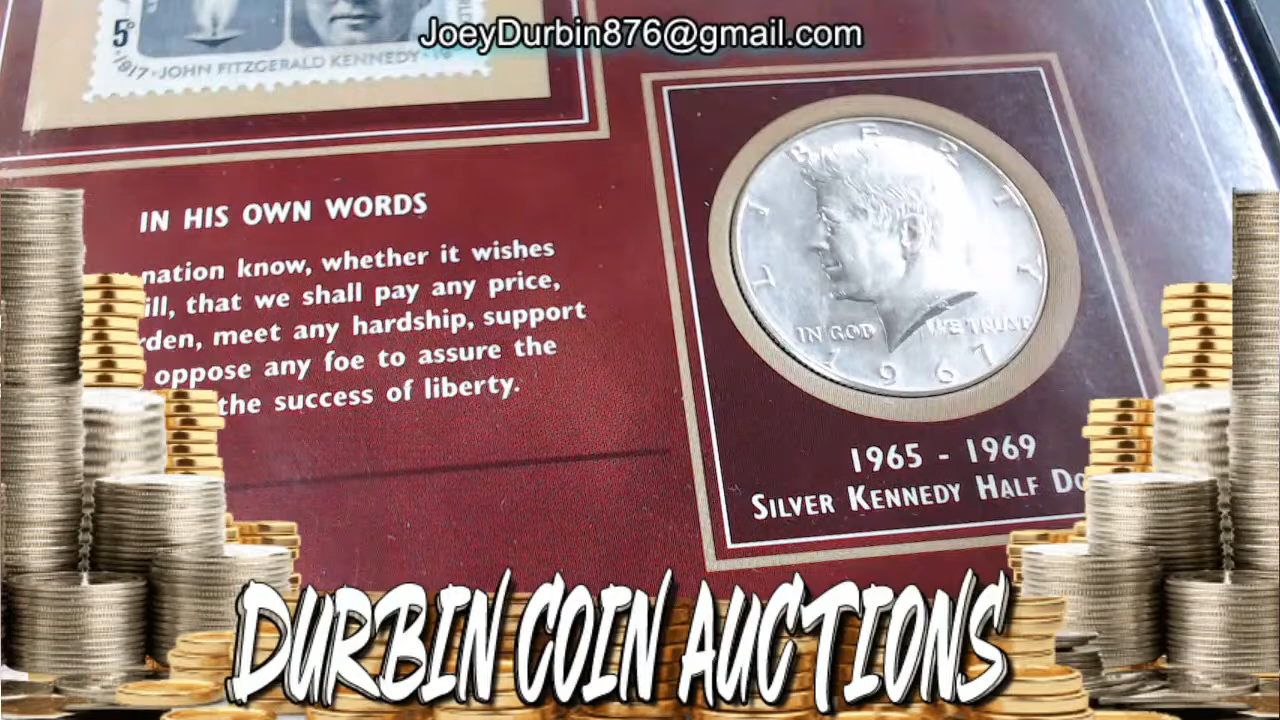 JoeyDurbin876@gmail.com
5¢
1917 · JOHN FITZGERALD KENNEDY · 1
IN HIS OWN WORDS
nation know, whether it wishes
ill, that we shall pay any price,
rden, meet any hardship, support
oppose any foe to assure the
the success of liberty.
LIBERTY
IN GOD WE TRUST
1967
1965 - 1969
SILVER KENNEDY HALF DO
DURBIN COIN AUCTIONS